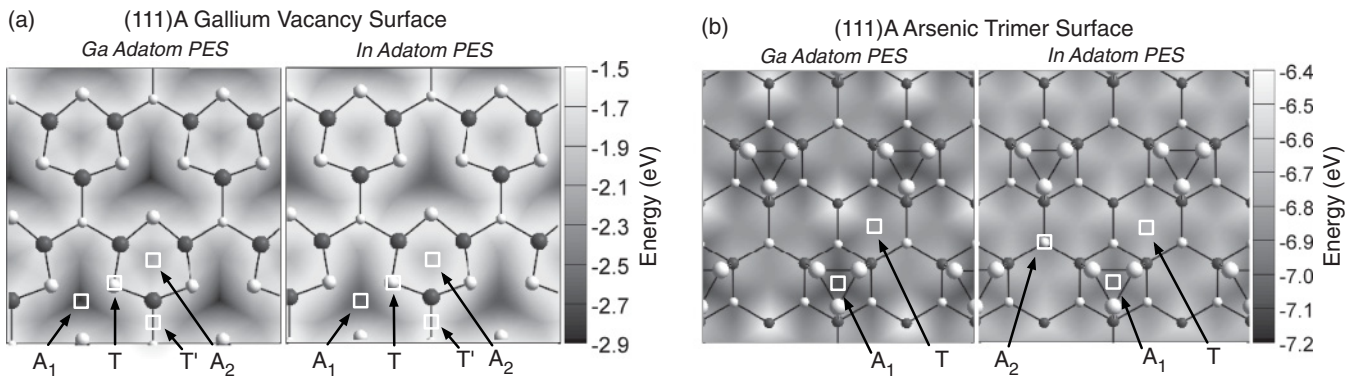 (a)
(111)A Gallium Vacancy Surface
Ga Adatom PES
In Adatom PES
-1.5
-1.7
-1.9
-2.1
-2.3
-2.5
-2.7
-2.9
Energy (eV)
A1
T
T'
A2
A1
T
T'
A2
(b)
(111)A Arsenic Trimer Surface
Ga Adatom PES
In Adatom PES
-6.4
-6.5
-6.6
-6.7
-6.8
-6.9
-7.0
-7.1
-7.2
Energy (eV)
A1
T
A2
A1
T